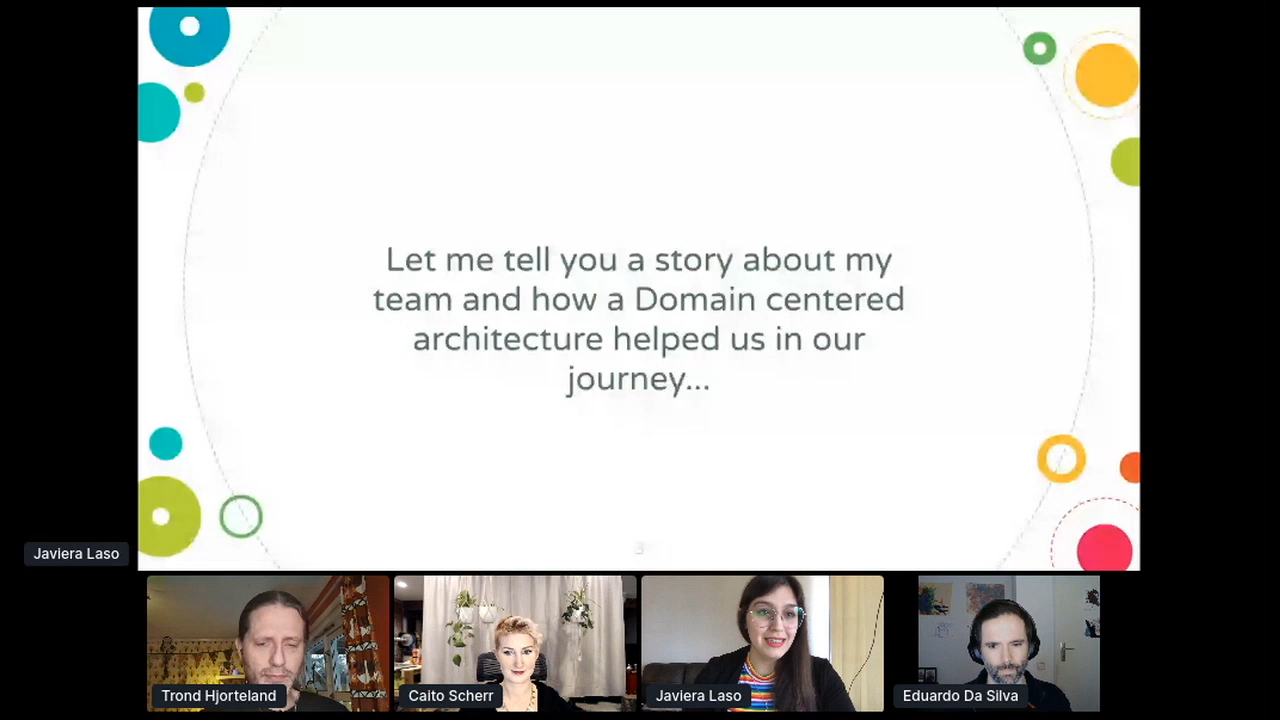 Let me tell you a story about my
team and how a Domain centered
architecture helped us in our
journey...
Javiera Laso
Trond Hjorteland
Caito Scherr
Javiera Laso
Eduardo Da Silva